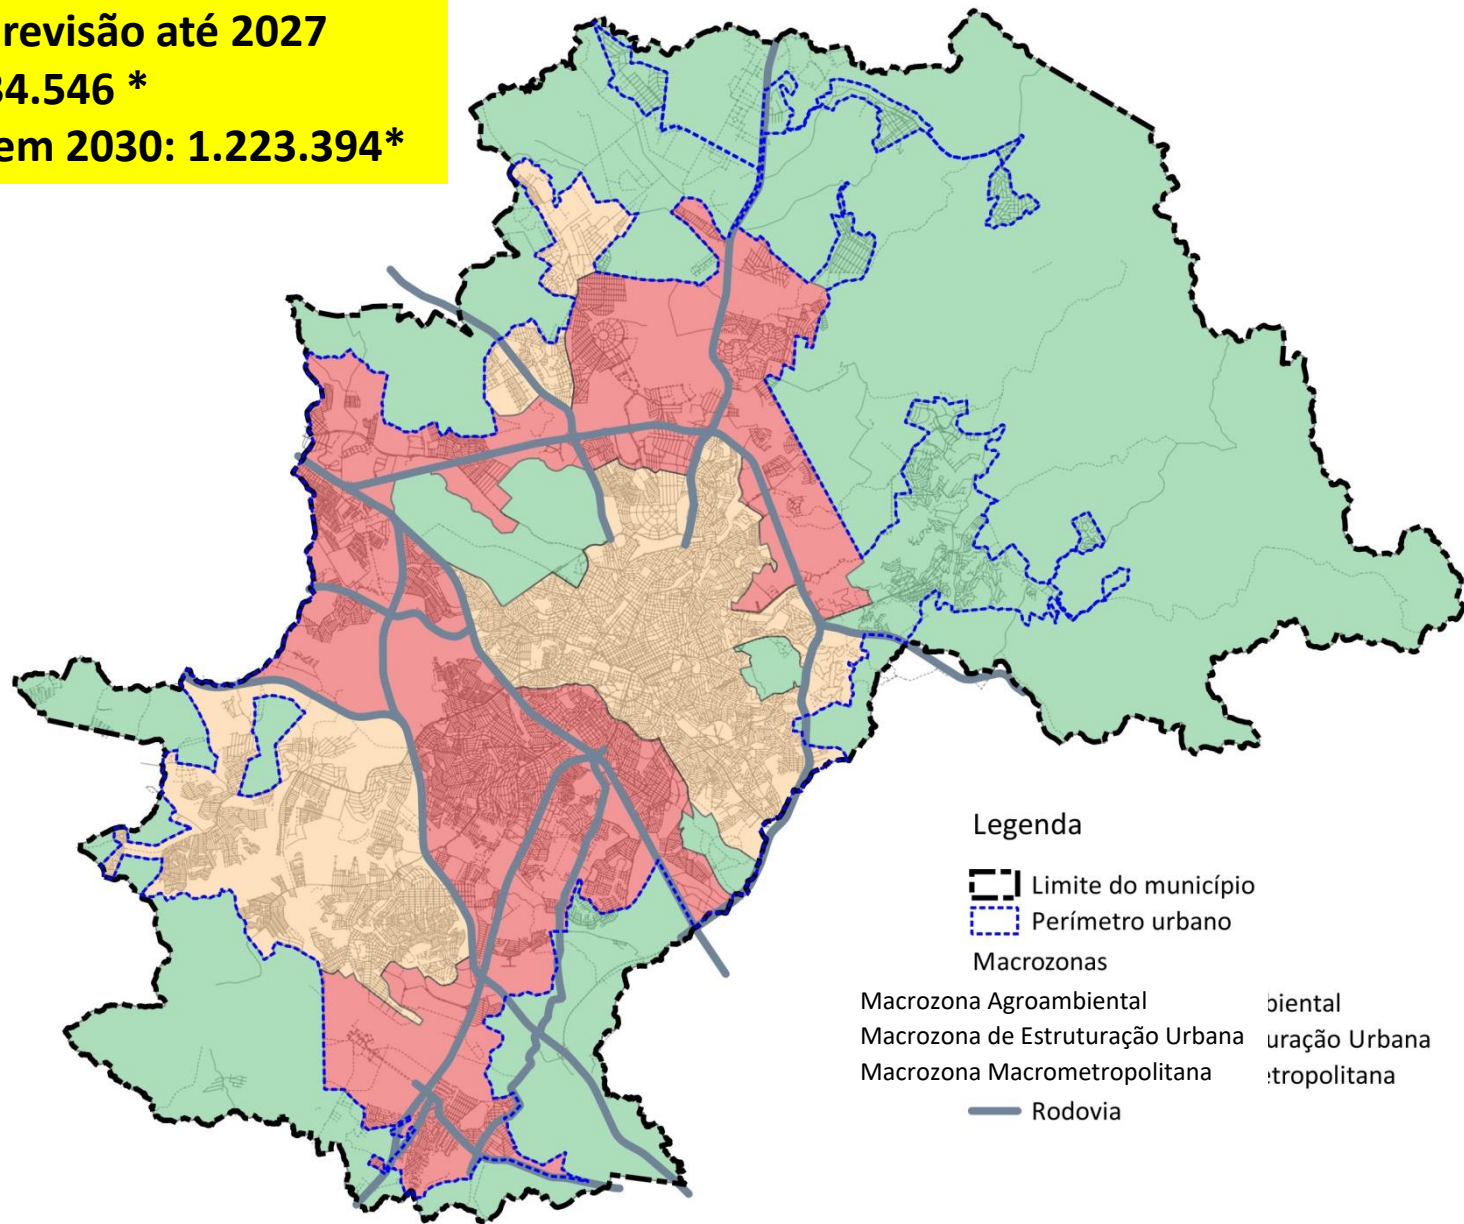 revisão até 2027
34.546 *
em 2030: 1.223.394*
Legenda
Limite do município
Perímetro urbano
Macrozonas
Macrozona Agroambiental biental
Macrozona de Estruturação Urbana uração Urbana
Macrozona Macrometropolitana etropolitana
Rodovia